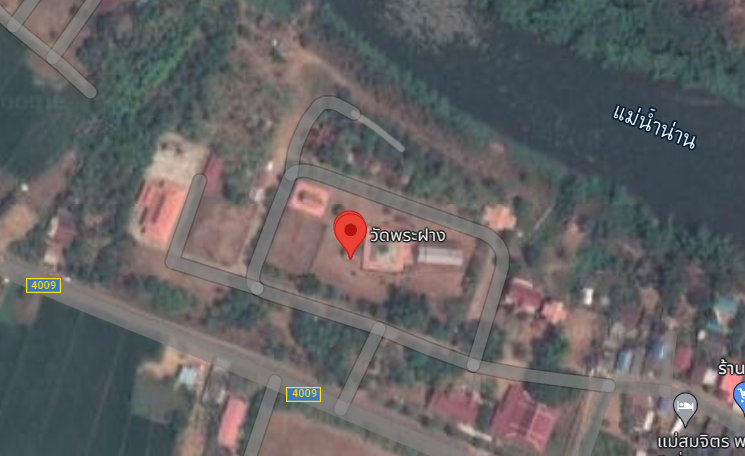 แม่น้ำน่าน
วัดพระฝาง
4009
4009
ร้าน
แม่สมจิตร พ